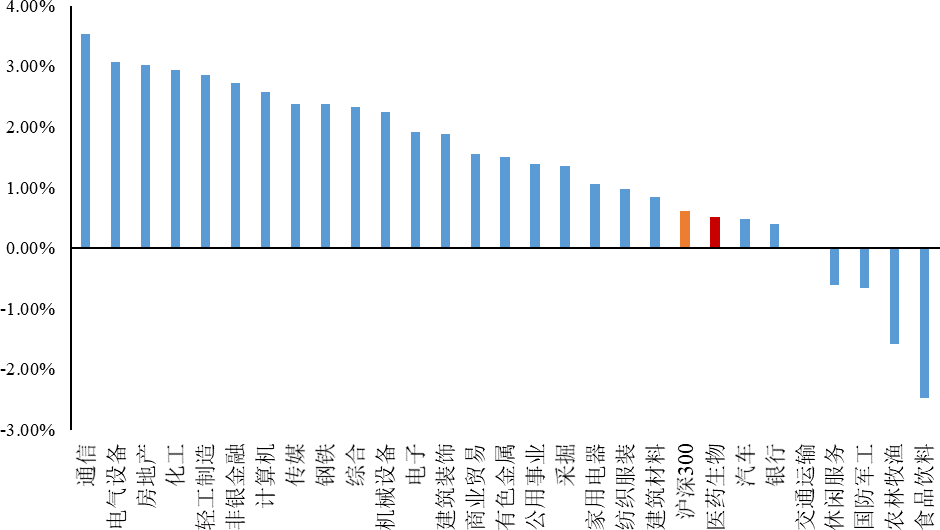 4.00%
3.00%
2.00%
1.00%
0.00%
-1.00%
-2.00%
-3.00%
通信
电气设备
房地产
化工
轻工制造
非银金融
计算机
传媒
钢铁
综合
机械设备
电子
建筑装饰
商业贸易
有色金属
公用事业
采掘
家用电器
纺织服装
建筑材料
沪深300
医药生物
汽车
银行
交通运输
休闲服务
国防军工
农林牧渔
食品饮料